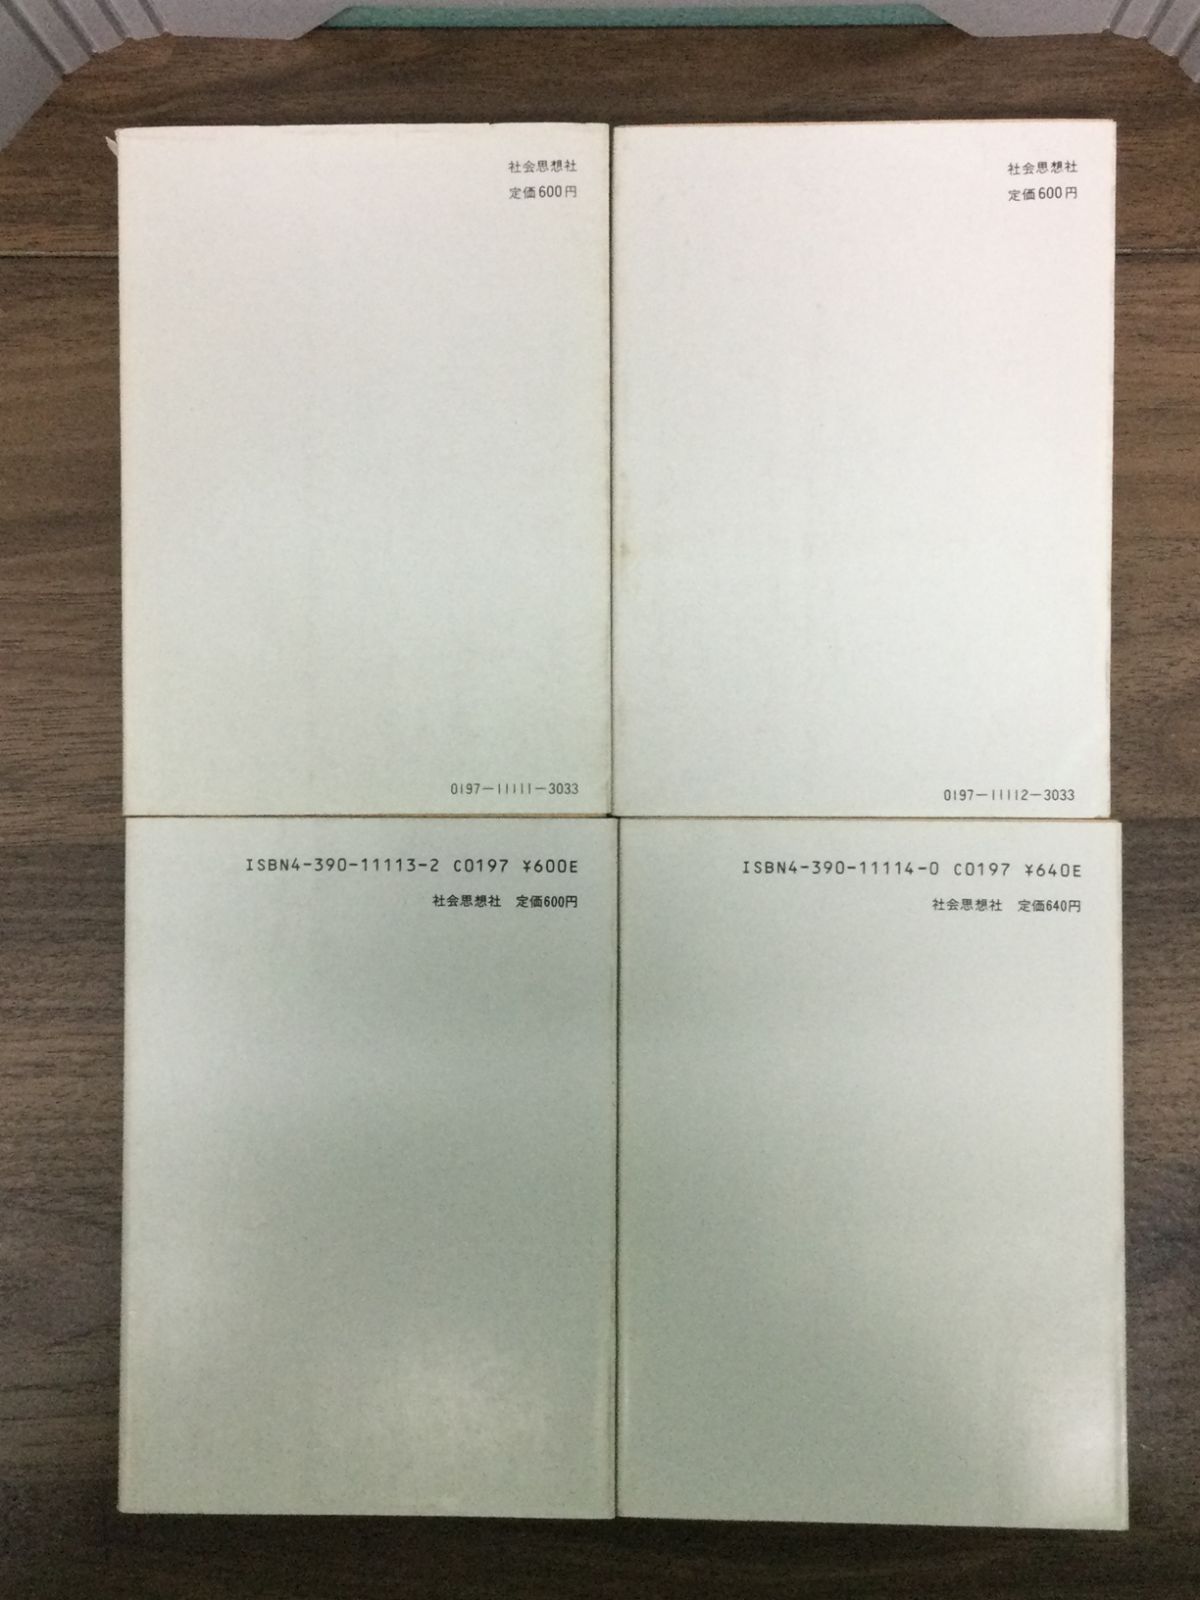 社会思想社
定価600円
0197-11111-3033
社会思想社
定価600円
0197-11112-3033
ISBN4-390-11113-2 C0197 ¥600E
社会思想社 定価600円
ISBN4-390-11114-0 C0197 ¥640E
社会思想社 定価640円